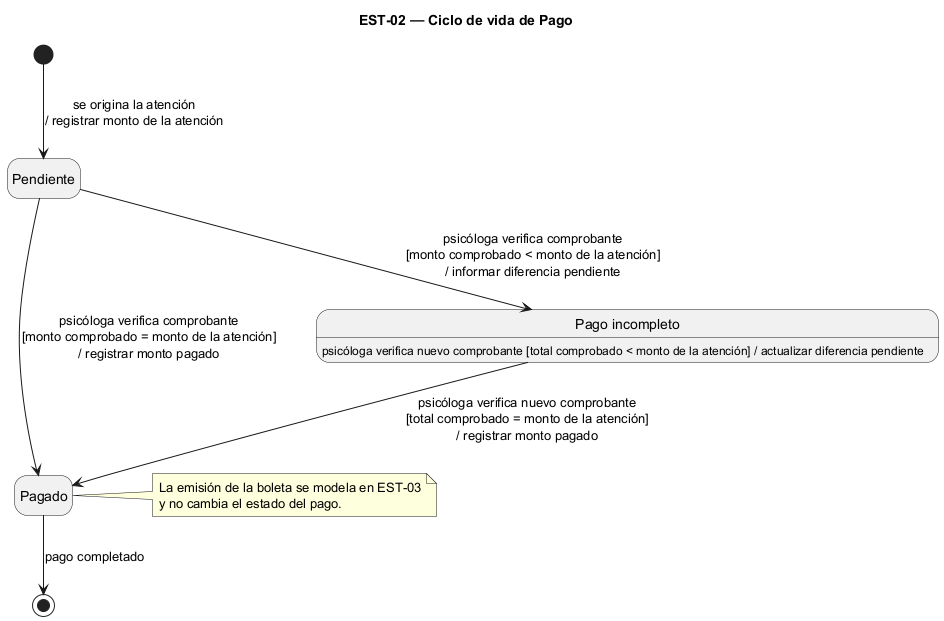 EST-02 — Ciclo de vida de Pago
se origina la atención
/ registrar monto de la atención
Pendiente
psicóloga verifica comprobante
[monto comprobado < monto de la atención]
/ informar diferencia pendiente
psicóloga verifica comprobante
[monto comprobado = monto de la atención]
/ registrar monto pagado
Pago incompleto
psicóloga verifica nuevo comprobante [total comprobado < monto de la atención] / actualizar diferencia pendiente
psicóloga verifica nuevo comprobante
[total comprobado = monto de la atención]
/ registrar monto pagado
Pagado
La emisión de la boleta se modela en EST-03
y no cambia el estado del pago.
pago completado